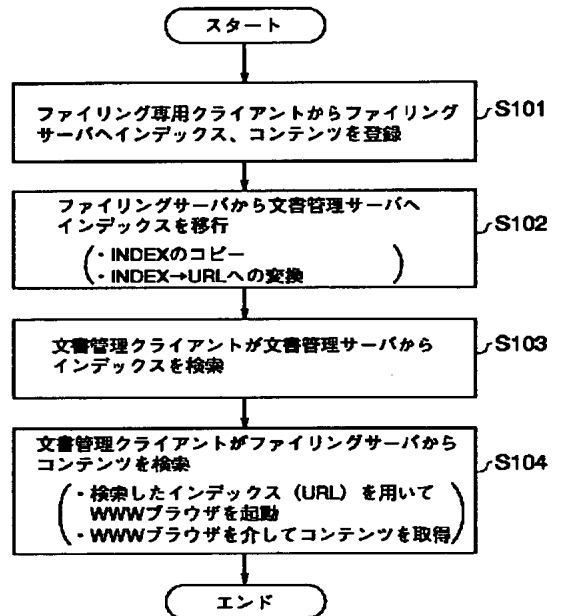 スタート
ファイリング専用クライアントからファイリング
サーバへインデックス、コンテンツを登録
S101
ファイリングサーバから文書管理サーバへ
インデックスを移行
・INDEXのコピー
・INDEX→URLへの変換
S102
文書管理クライアントが文書管理サーバから
インデックスを検索
S103
文書管理クライアントがファイリングサーバから
コンテンツを検索
・検索したインデックス（URL）を用いて
WWWブラウザを起動
・WWWブラウザを介してコンテンツを取得
S104
エンド